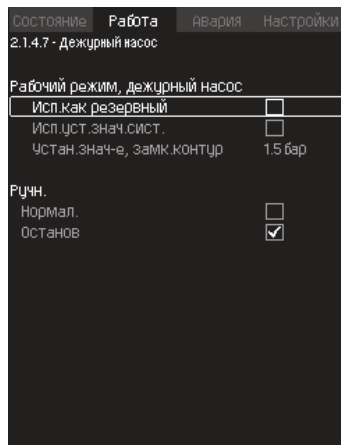 Состояние Работа Авария Настройки
2.1.4.7 - Дежурный насос
Рабочий режим, дежурный насос
Исп.как резервный
Исп.уст.знач.сист.
Устан.знач-е, замк.контур 1.5 бар
Ручн.
Нормал.
Останов